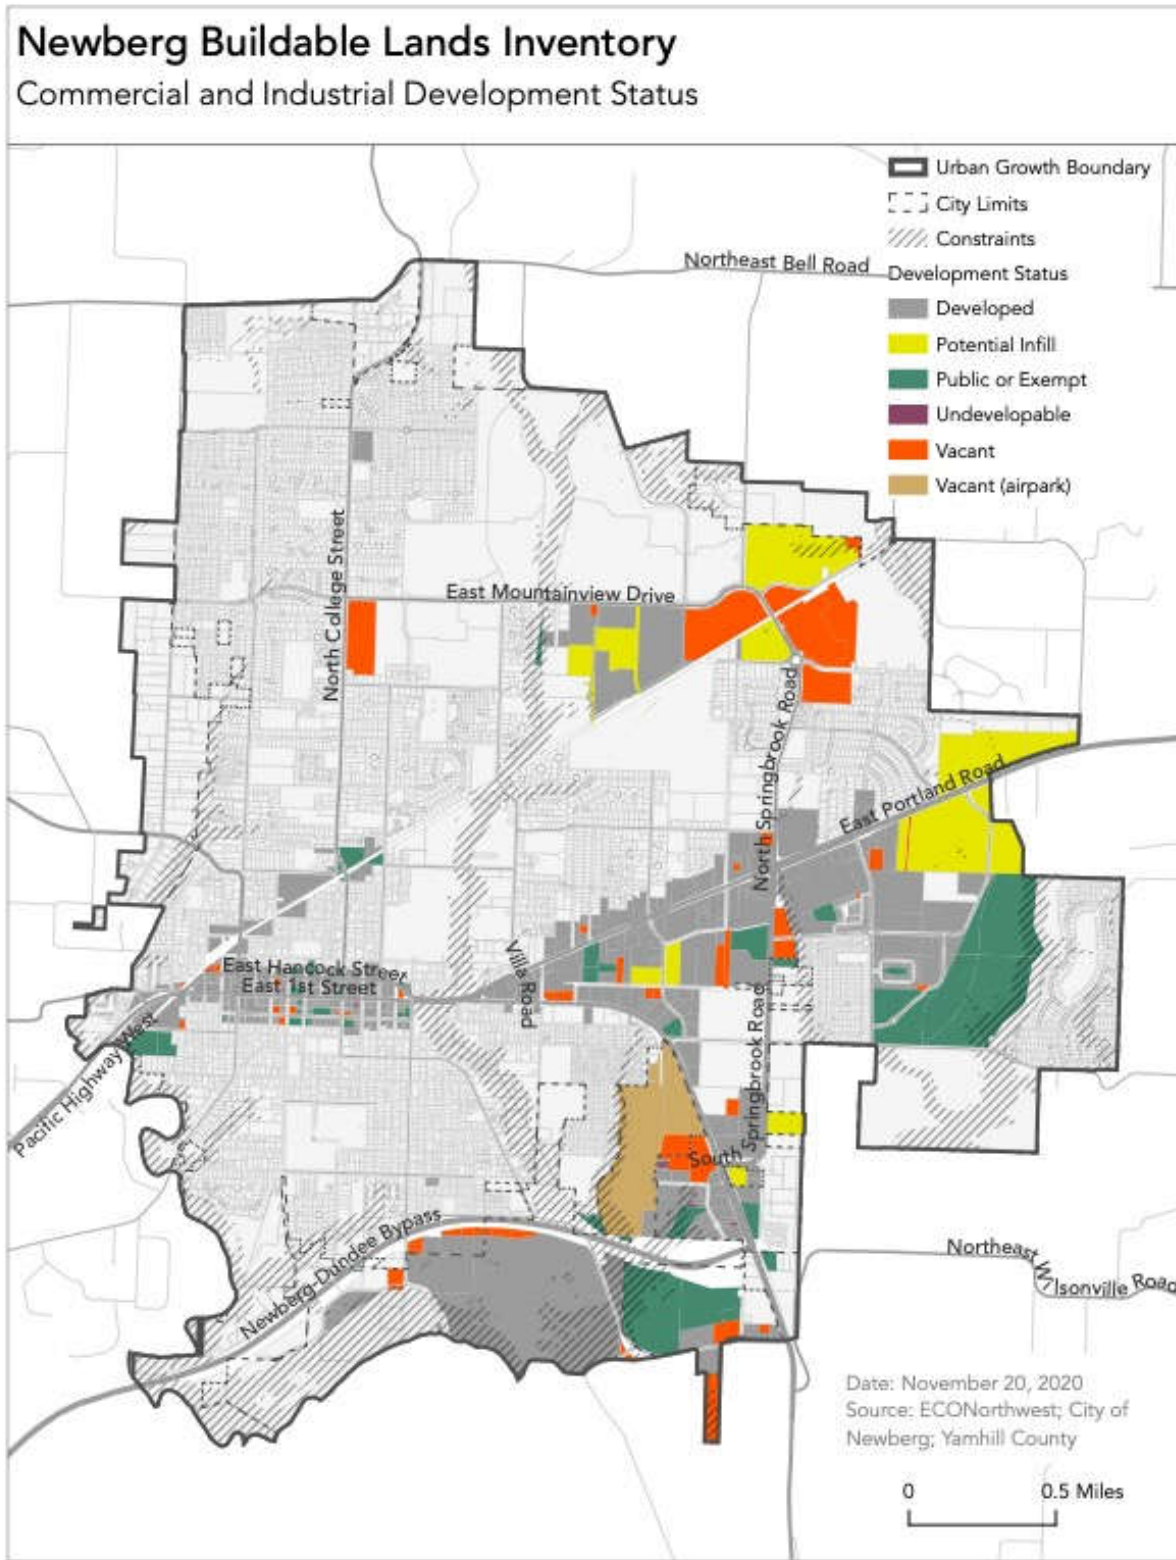 Newberg Buildable Lands Inventory
Commercial and Industrial Development Status
Urban Growth Boundary
City Limits
Constraints
Development Status
Developed
Potential Infill
Public or Exempt
Undevelopable
Vacant
Vacant (airpark)
Northeast Bell Road
North College Street
East Mountainview Drive
North Springbrook Road
East Portland Road
East Hancock Street
East 1st Street
Villa Road
Pacific Highway West
South Springbrook Road
Newberg-Dundee Bypass
Northeast Wilsonville Road
Date: November 20, 2020
Source: ECONorthwest; City of
Newberg; Yamhill County
0 0.5 Miles